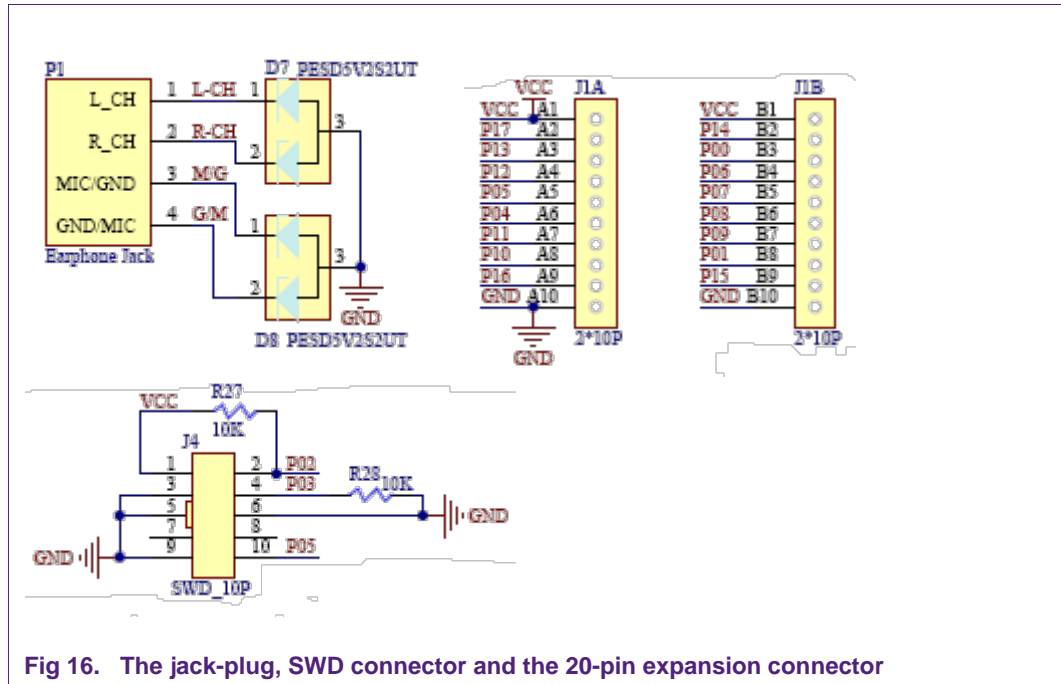 P1
L_CH
R_CH
MIC/GND
GND/MIC
Earphone Jack
1 L-CH 1
2 R-CH 2
3 M/G 1
4 G/M 2
D7 PESD5V2S2UT
3
3
GND
D8 PESD5V2S2UT
VCC J1A
VCC A1
P17 A2
P13 A3
P12 A4
P05 A5
P04 A6
P11 A7
P10 A8
P16 A9
GND A10
GND
2*10P
J1B
VCC B1
P14 B2
P00 B3
P06 B4
P07 B5
P08 B6
P09 B7
P01 B8
P15 B9
GND B10
2*10P
VCC R27
10K
J4
1 2 P02
3 4 P03 R28 10K
5 6 GND
7 8
GND 9 10 P05
SWD_10P
Fig 16. The jack-plug, SWD connector and the 20-pin expansion connector